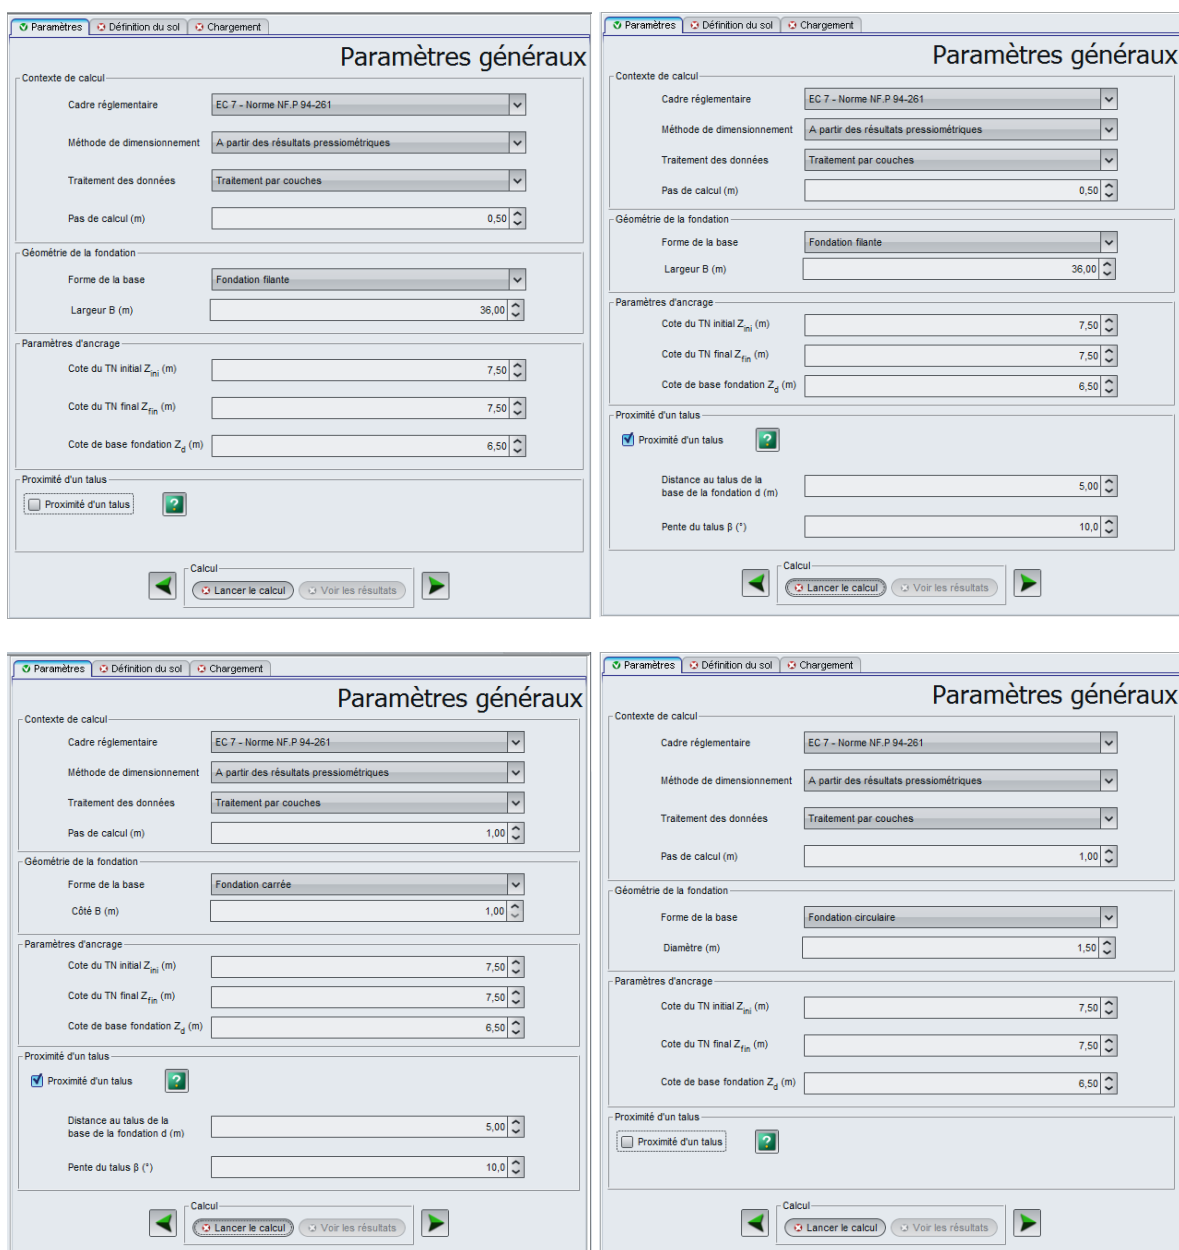 Paramètres Définition du sol Chargement
Paramètres généraux
Contexte de calcul
Cadre réglementaire EC 7 - Norme NF.P 94-261
Méthode de dimensionnement A partir des résultats pressiométriques
Traitement des données Traitement par couches
Pas de calcul (m) 0,50
Géométrie de la fondation
Forme de la base Fondation filante
Largeur B (m) 36,00
Paramètres d'ancrage
Cote du TN initial Zini (m) 7,50
Cote du TN final Zfin (m) 7,50
Cote de base fondation Zd (m) 6,50
Proximité d'un talus
Proximité d'un talus ?
Calcul
Lancer le calcul Voir les résultats
Paramètres Définition du sol Chargement
Paramètres généraux
Contexte de calcul
Cadre réglementaire EC 7 - Norme NF.P 94-261
Méthode de dimensionnement A partir des résultats pressiométriques
Traitement des données Traitement par couches
Pas de calcul (m) 0,50
Géométrie de la fondation
Forme de la base Fondation filante
Largeur B (m) 36,00
Paramètres d'ancrage
Cote du TN initial Zini (m) 7,50
Cote du TN final Zfin (m) 7,50
Cote de base fondation Zd (m) 6,50
Proximité d'un talus
Proximité d'un talus ?
Distance au talus de la
base de la fondation d (m) 5,00
Pente du talus β (°) 10,0
Calcul
Lancer le calcul Voir les résultats
Paramètres Définition du sol Chargement
Paramètres généraux
Contexte de calcul
Cadre réglementaire EC 7 - Norme NF.P 94-261
Méthode de dimensionnement A partir des résultats pressiométriques
Traitement des données Traitement par couches
Pas de calcul (m) 1,00
Géométrie de la fondation
Forme de la base Fondation carrée
Côté B (m) 1,00
Paramètres d'ancrage
Cote du TN initial Zini (m) 7,50
Cote du TN final Zfin (m) 7,50
Cote de base fondation Zd (m) 6,50
Proximité d'un talus
Proximité d'un talus ?
Distance au talus de la
base de la fondation d (m) 5,00
Pente du talus β (°) 10,0
Calcul
Lancer le calcul Voir les résultats
Paramètres Définition du sol Chargement
Paramètres généraux
Contexte de calcul
Cadre réglementaire EC 7 - Norme NF.P 94-261
Méthode de dimensionnement A partir des résultats pressiométriques
Traitement des données Traitement par couches
Pas de calcul (m) 1,00
Géométrie de la fondation
Forme de la base Fondation circulaire
Diamètre (m) 1,50
Paramètres d'ancrage
Cote du TN initial Zini (m) 7,50
Cote du TN final Zfin (m) 7,50
Cote de base fondation Zd (m) 6,50
Proximité d'un talus
Proximité d'un talus ?
Calcul
Lancer le calcul Voir les résultats